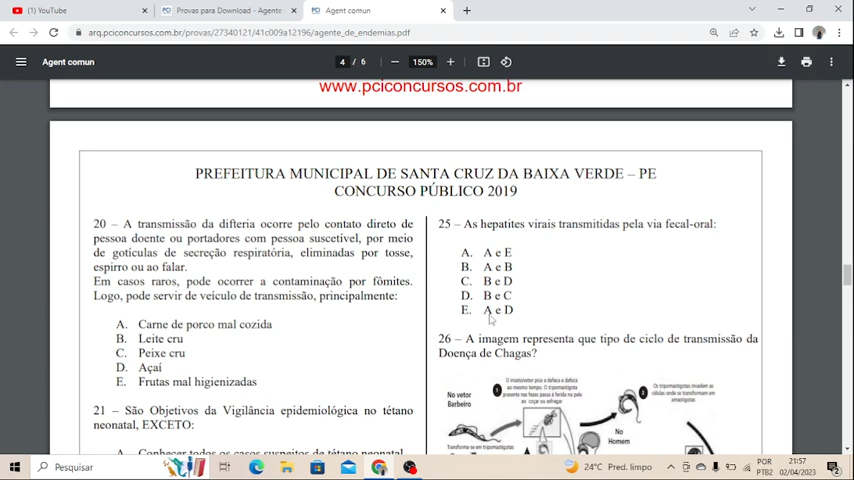 (1) YouTube
Provas para Download - Agente
Agent comun
arq.pciconcursos.com.br/provas/27340121/41c009a12196/agente_de_endemias.pdf
Agent comun
4 / 6
150%
www.pciconcursos.com.br
PREFEITURA MUNICIPAL DE SANTA CRUZ DA BAIXA VERDE – PE
CONCURSO PÚBLICO 2019
20 – A transmissão da difteria ocorre pelo contato direto de
pessoa doente ou portadores com pessoa suscetível, por meio
de gotículas de secreção respiratória, eliminadas por tosse,
espirro ou ao falar.
Em casos raros, pode ocorrer a contaminação por fômites.
Logo, pode servir de veículo de transmissão, principalmente:
A. Carne de porco mal cozida
B. Leite cru
C. Peixe cru
D. Açaí
E. Frutas mal higienizadas
21 – São Objetivos da Vigilância epidemiológica no tétano
neonatal, EXCETO:
A. Conhecer todos os casos suspeitos de tétano neonatal
25 – As hepatites virais transmitidas pela via fecal-oral:
A. A e E
B. A e B
C. B e D
D. B e C
E. A e D
26 – A imagem representa que tipo de ciclo de transmissão da
Doença de Chagas?
No vetor
Barbeiro
1
O inseto/vetor pica a defeca
ao mesmo tempo. O tripomastigota
presente nas fezes passa à ferida na pele
ao coçar ou esfregar
2
Os tripomastigotas invadem as
células onde se transformam em
amastigotas
No
Homem
Transforma-se em tripomastigotas
Pesquisar
24°C Pred. limpo
POR
PTB2
21:57
02/04/2023
2